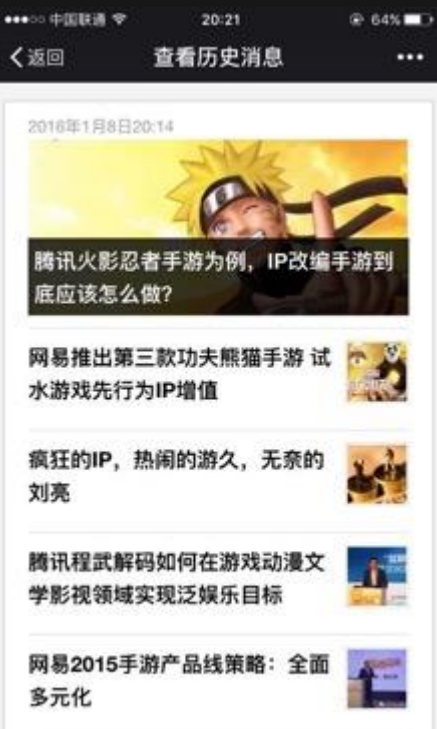 中国联通 20:21 64%
返回 查看历史消息
2016年1月8日20:14
腾讯火影忍者手游为例，IP改编手游到
底应该怎么做？
网易推出第三款功夫熊猫手游 试
水游戏先行为IP增值
疯狂的IP，热闹的游久，无奈的
刘亮
腾讯程武解码如何在游戏动漫文
学影视领域实现泛娱乐目标
网易2015手游产品线策略：全面
多元化